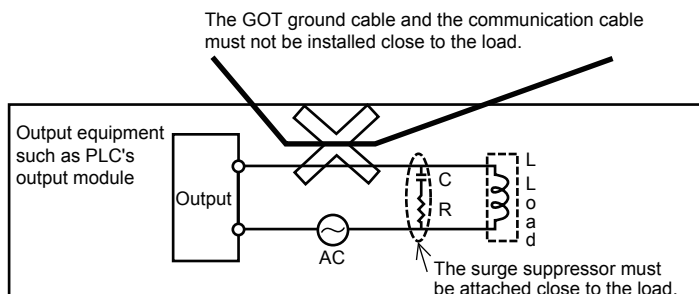 The GOT ground cable and the communication cable
must not be installed close to the load.
Output equipment
such as PLC's
output module
Output
C
R
L
Load
AC
The surge suppressor must
be attached close to the load.